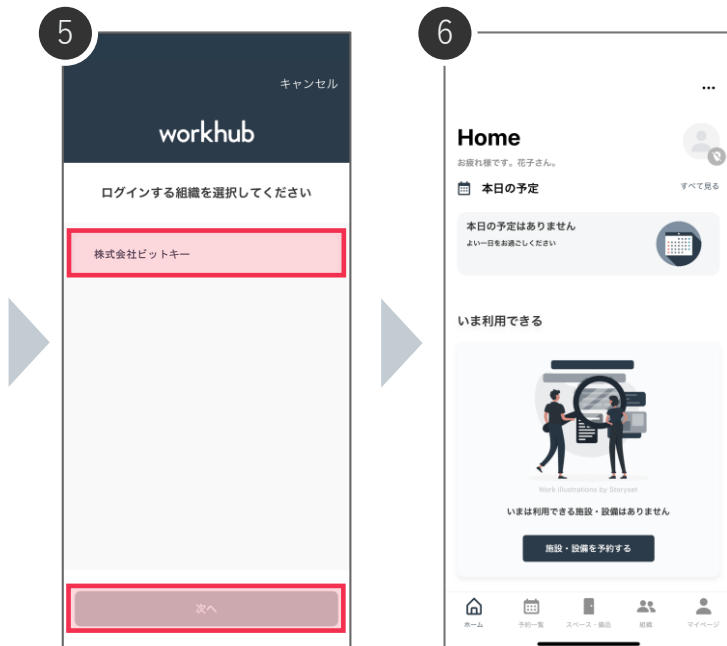 5
キャンセル
workhub
ログインする組織を選択してください
株式会社ビットキー
次へ
6
Home
お疲れ様です。花子さん。
本日の予定
すべて見る
本日の予定はありません
よい一日をお過ごしください
いま利用できる
Work illustrations by Storyset
いまは利用できる施設・設備はありません
施設・設備を予約する
ホーム
予約一覧
スペース・備品
組織
マイページ